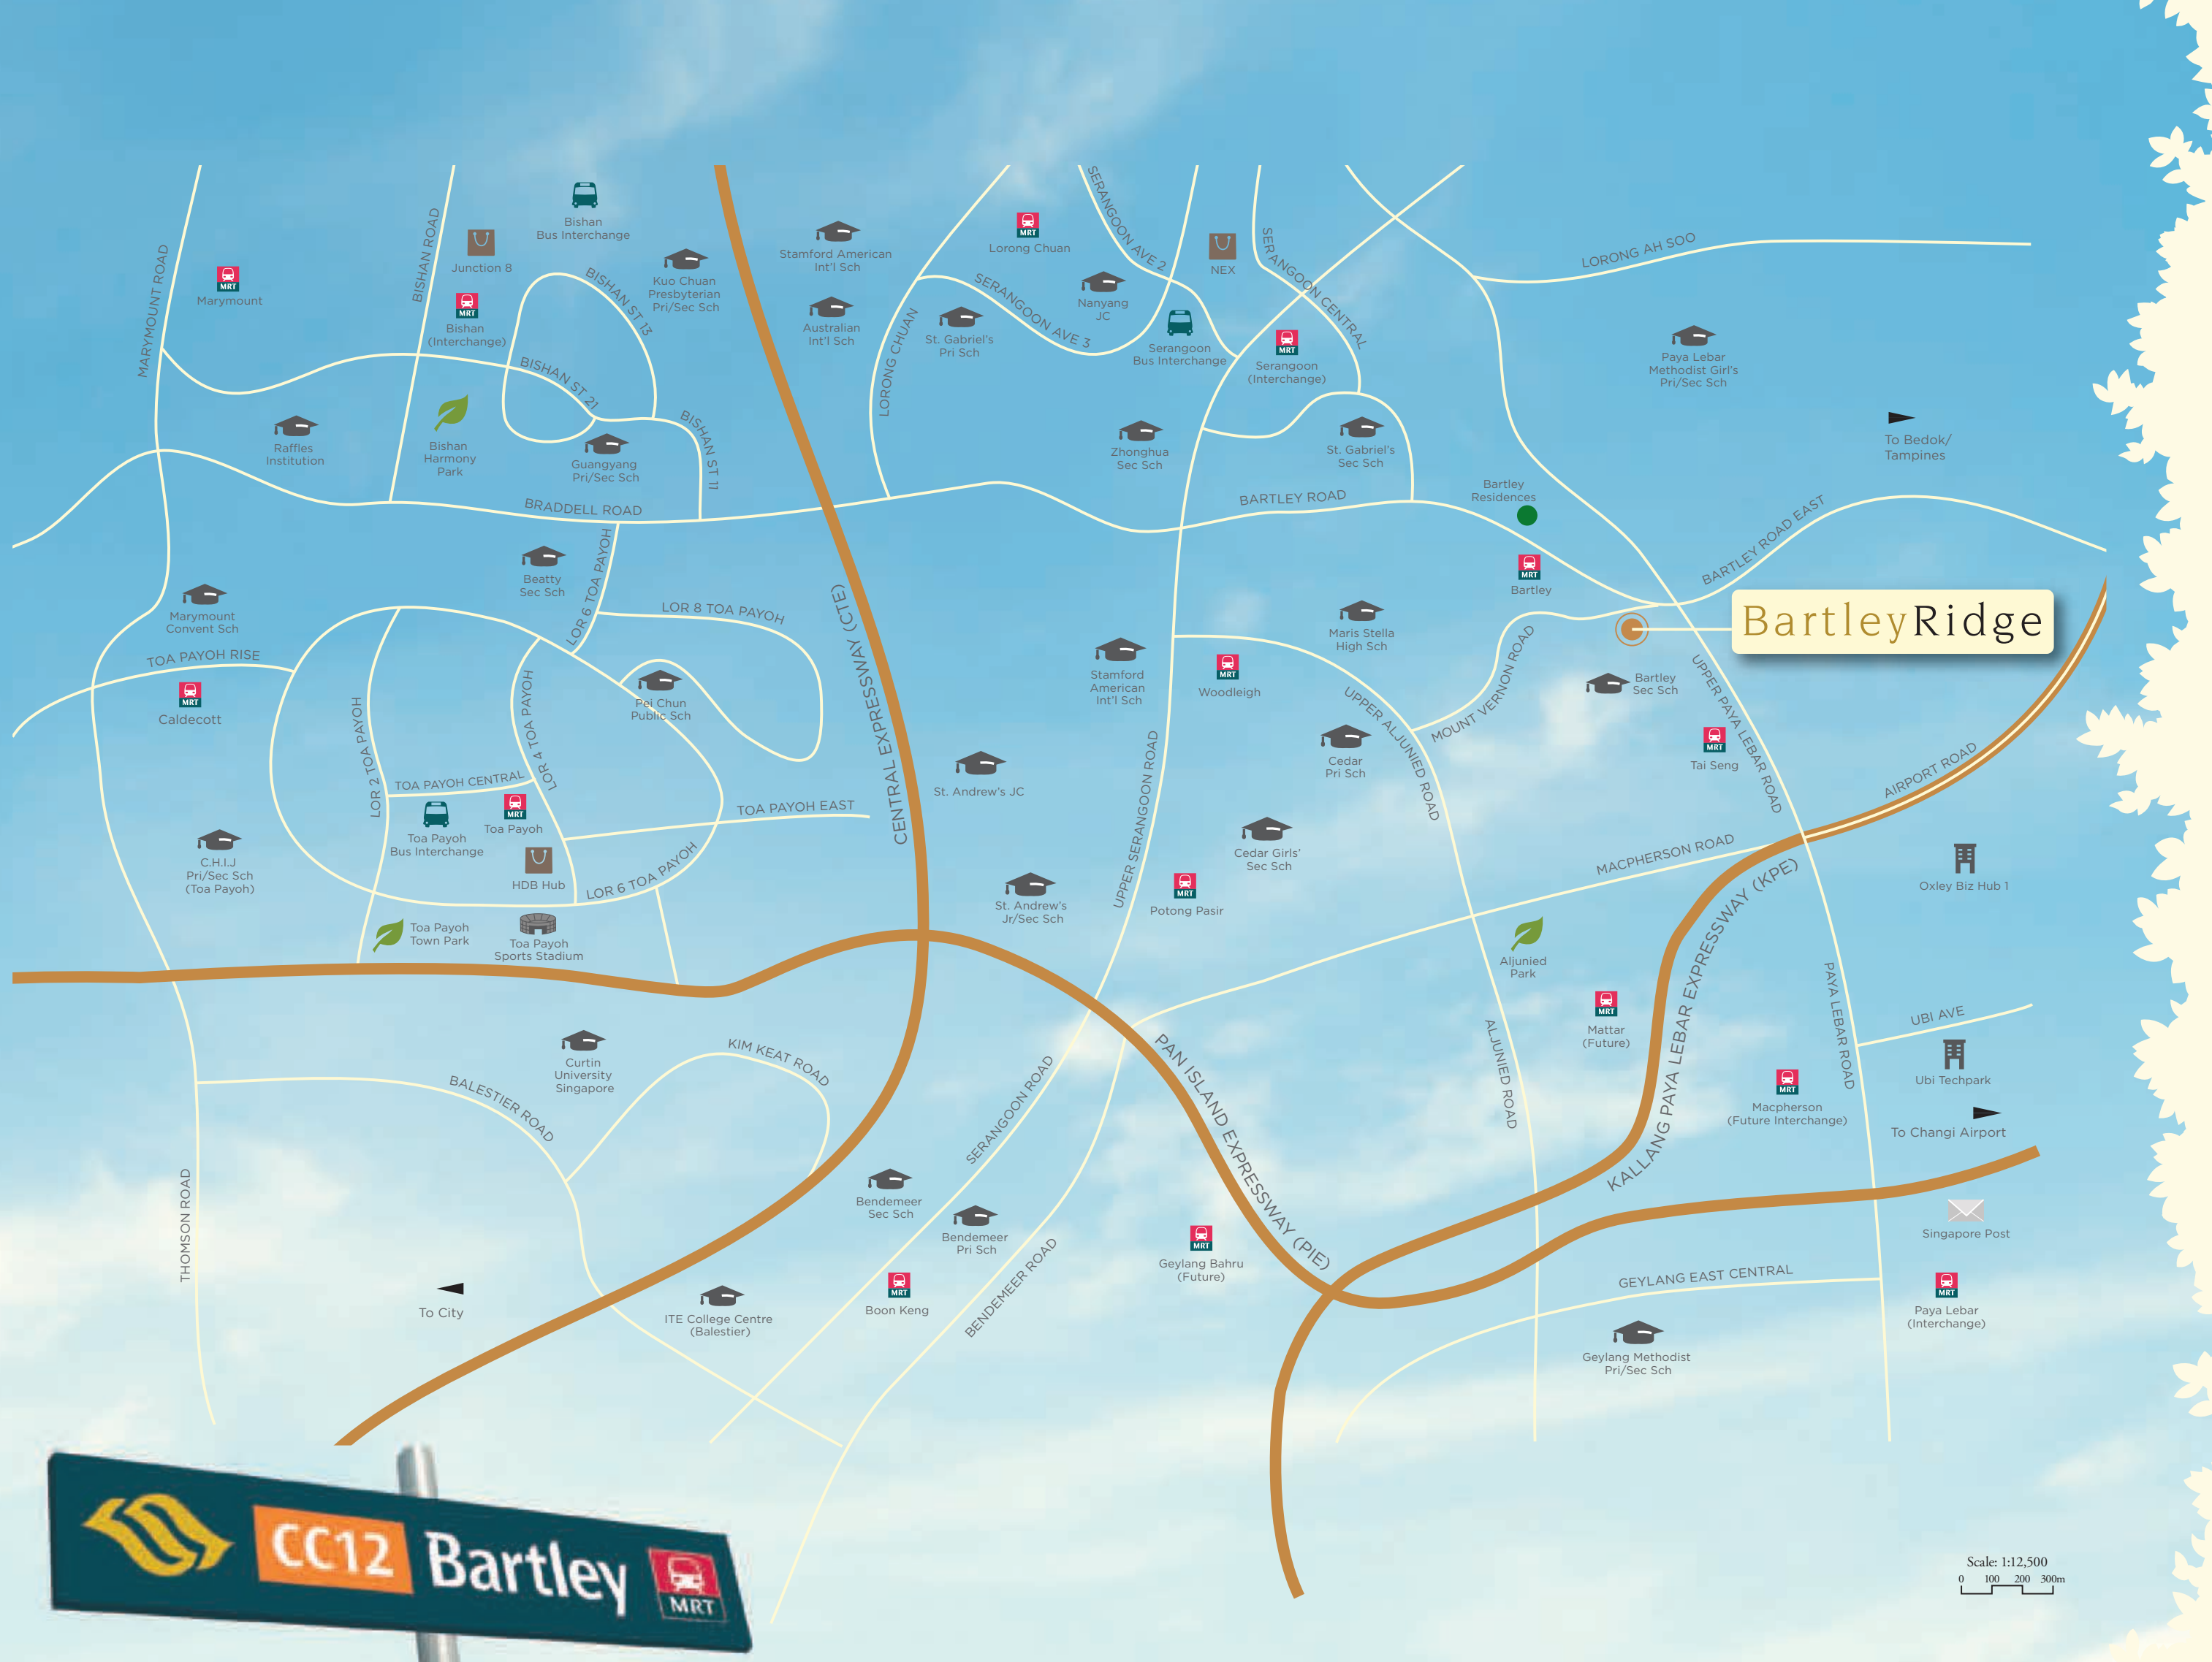 MARYMOUNT ROAD
MRT
Marymount
BISHAN ROAD
Junction 8
Bishan
Bus Interchange
MRT
Bishan
(Interchange)
BISHAN ST 13
Kuo Chuan
Presbyterian
Pri/Sec Sch
BISHAN ST 21
BISHAN ST 11
Raffles
Institution
Bishan
Harmony
Park
Guangyang
Pri/Sec Sch
BRADDELL ROAD
Stamford American
Int'l Sch
Australian
Int'l Sch
LORONG CHUAN
MRT
Lorong Chuan
St. Gabriel's
Pri Sch
SERANGOON AVE 3
SERANGOON AVE 2
Nanyang
JC
NEX
Serangoon
Bus Interchange
SERANGOON CENTRAL
MRT
Serangoon
(Interchange)
Zhonghua
Sec Sch
St. Gabriel's
Sec Sch
BARTLEY ROAD
LORONG AH SOO
Paya Lebar
Methodist Girl's
Pri/Sec Sch
To Bedok/
Tampines
Bartley
Residences
MRT
Bartley
BARTLEY ROAD EAST
BartleyRidge
Beatty
Sec Sch
LOR 6 TOA PAYOH
LOR 8 TOA PAYOH
Marymount
Convent Sch
TOA PAYOH RISE
MRT
Caldecott
LOR 2 TOA PAYOH
LOR 4 TOA PAYOH
Pei Chun
Public Sch
TOA PAYOH CENTRAL
Toa Payoh
Bus Interchange
MRT
Toa Payoh
HDB Hub
TOA PAYOH EAST
LOR 6 TOA PAYOH
C.H.I.J
Pri/Sec Sch
(Toa Payoh)
Toa Payoh
Town Park
Toa Payoh
Sports Stadium
CENTRAL EXPRESSWAY (CTE)
St. Andrew's JC
St. Andrew's
Jr/Sec Sch
Stamford
American
Int'l Sch
MRT
Woodleigh
UPPER SERANGOON ROAD
MRT
Potong Pasir
Maris Stella
High Sch
UPPER ALJUNIED ROAD
MOUNT VERNON ROAD
Cedar
Pri Sch
Cedar Girls'
Sec Sch
Bartley
Sec Sch
MRT
Tai Seng
UPPER PAYA LEBAR ROAD
AIRPORT ROAD
MACPHERSON ROAD
Oxley Biz Hub 1
Aljunied
Park
KALLANG PAYA LEBAR EXPRESSWAY (KPE)
MRT
Mattar
(Future)
PAYA LEBAR ROAD
UBI AVE
Ubi Techpark
MRT
Macpherson
(Future Interchange)
To Changi Airport
Singapore Post
MRT
Paya Lebar
(Interchange)
GEYLANG EAST CENTRAL
Geylang Methodist
Pri/Sec Sch
ALJUNIED ROAD
PAN ISLAND EXPRESSWAY (PIE)
MRT
Geylang Bahru
(Future)
SERANGOON ROAD
BENDEMEER ROAD
Bendemeer
Sec Sch
Bendemeer
Pri Sch
MRT
Boon Keng
ITE College Centre
(Balestier)
KIM KEAT ROAD
Curtin
University
Singapore
BALESTIER ROAD
THOMSON ROAD
To City
CC12 Bartley MRT
Scale: 1:12,500
0 100 200 300m